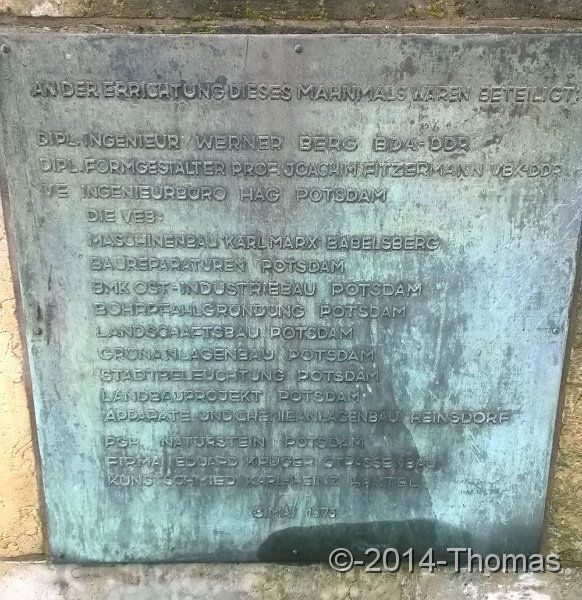 AN DER ERRICHTUNG DIESES MAHNMALS WAREN BETEILIGT:
DIPL. INGENIEUR WERNER BERG BDA-DDR
DIPL. FORMGESTALTER PROF. JOACHIM FITZERMANN VBK-DDR
IVE INGENIEURBÜRO HAG POTSDAM
DIE VEB:
MASCHINENBAU 'KARL MARX' BABELSBERG
BAUREPARATUREN POTSDAM
BMK OST-INDUSTRIEBAU POTSDAM
BOHRPFAHLGRÜNDUNG POTSDAM
LANDSCHAFTSBAU POTSDAM
GRÜNANLAGENBAU POTSDAM
STADTBELEUCHTUNG POTSDAM
LANDBAUPROJEKT POTSDAM
APPARATE UND CHEMIEANLAGENBAU REINSDORF
PGH NATURSTEIN POTSDAM
FIRMA EDUARD KRÜGER STRASSENBAU
KUNSTSCHMIED KARL-HEINZ HANTEL
8. MAI 1975
©-2014-Thomas